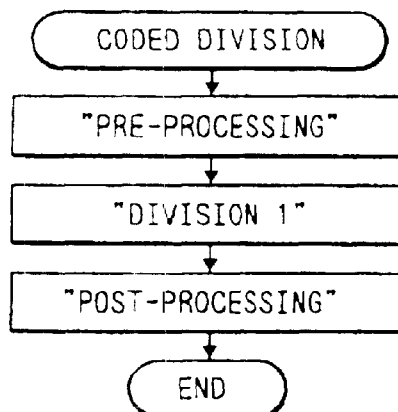 CODED DIVISION
"PRE-PROCESSING"
"DIVISION 1"
"POST-PROCESSING"
END